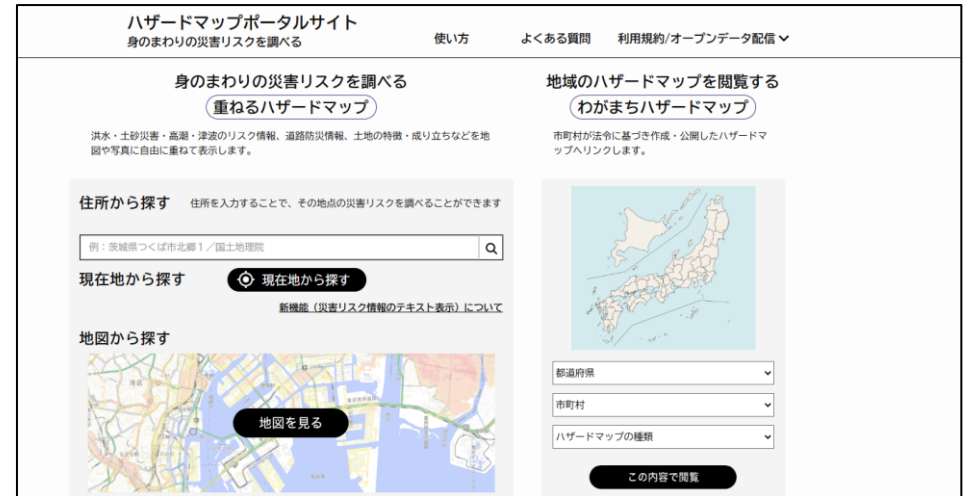 ハザードマップポータルサイト
身のまわりの災害リスクを調べる
使い方
よくある質問
利用規約/オープンデータ配信
身のまわりの災害リスクを調べる
重ねるハザードマップ
洪水・土砂災害・高潮・津波のリスク情報、道路防災情報、土地の特徴・成り立ちなどを地
図や写真に自由に重ねて表示します。
住所から探す
住所を入力することで、その地点の災害リスクを調べることができます
例：茨城県つくば市北郷１／国土地理院
現在地から探す
現在地から探す
新機能（災害リスク情報のテキスト表示）について
地図から探す
地図を見る
地域のハザードマップを閲覧する
わがまちハザードマップ
市町村が法令に基づき作成・公開したハザードマ
ップへリンクします。
都道府県
市町村
ハザードマップの種類
この内容で閲覧